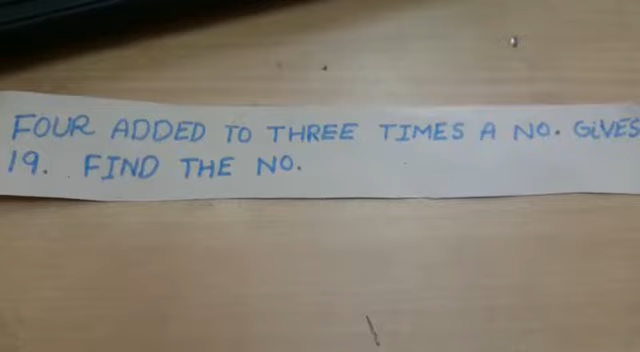 FOUR ADDED TO THREE TIMES A NO. GIVES
19. FIND THE NO.